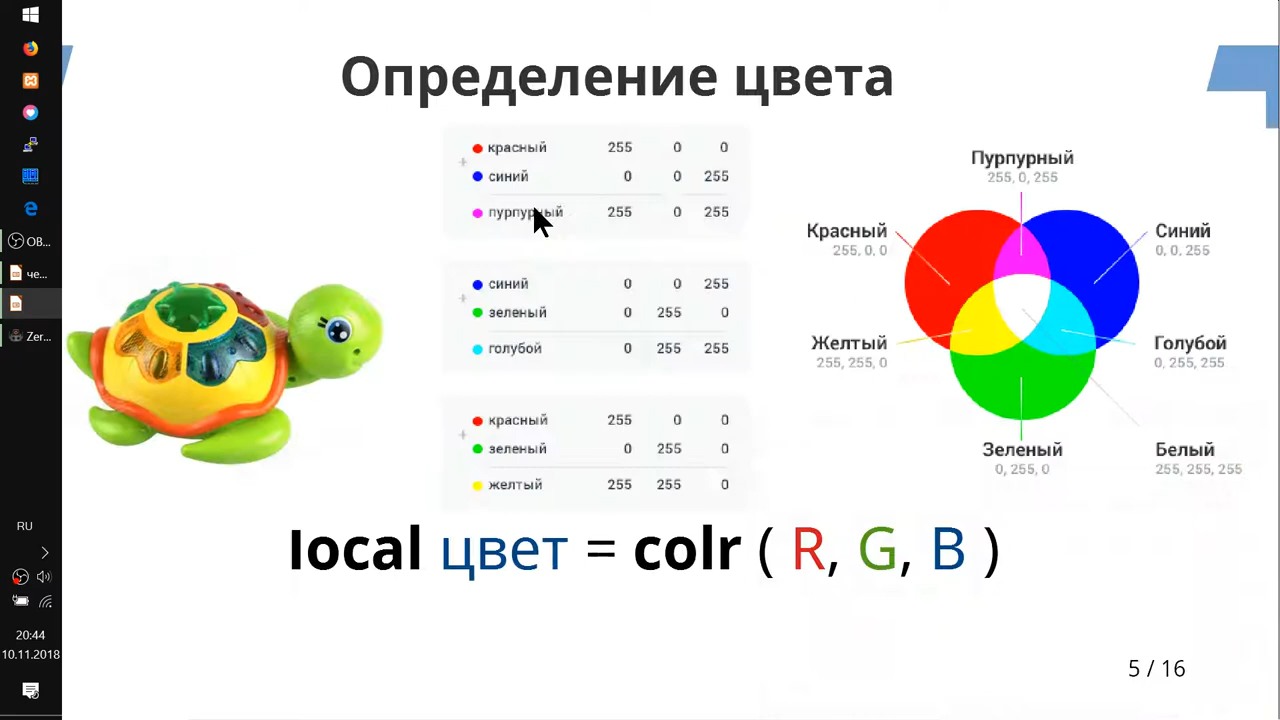 Определение цвета
красный 255 0 0
+
синий 0 0 255
пурпурный 255 0 255
синий 0 0 255
+
зеленый 0 255 0
голубой 0 255 255
красный 255 0 0
+
зеленый 0 255 0
желтый 255 255 0
Пурпурный
255, 0, 255
Красный
255, 0, 0
Синий
0, 0, 255
Желтый
255, 255, 0
Голубой
0, 255, 255
Зеленый
0, 255, 0
Белый
255, 255, 255
local цвет = colr ( R, G, B )
5 / 16
OB...
че...
Zer...
RU
20:44
10.11.2018